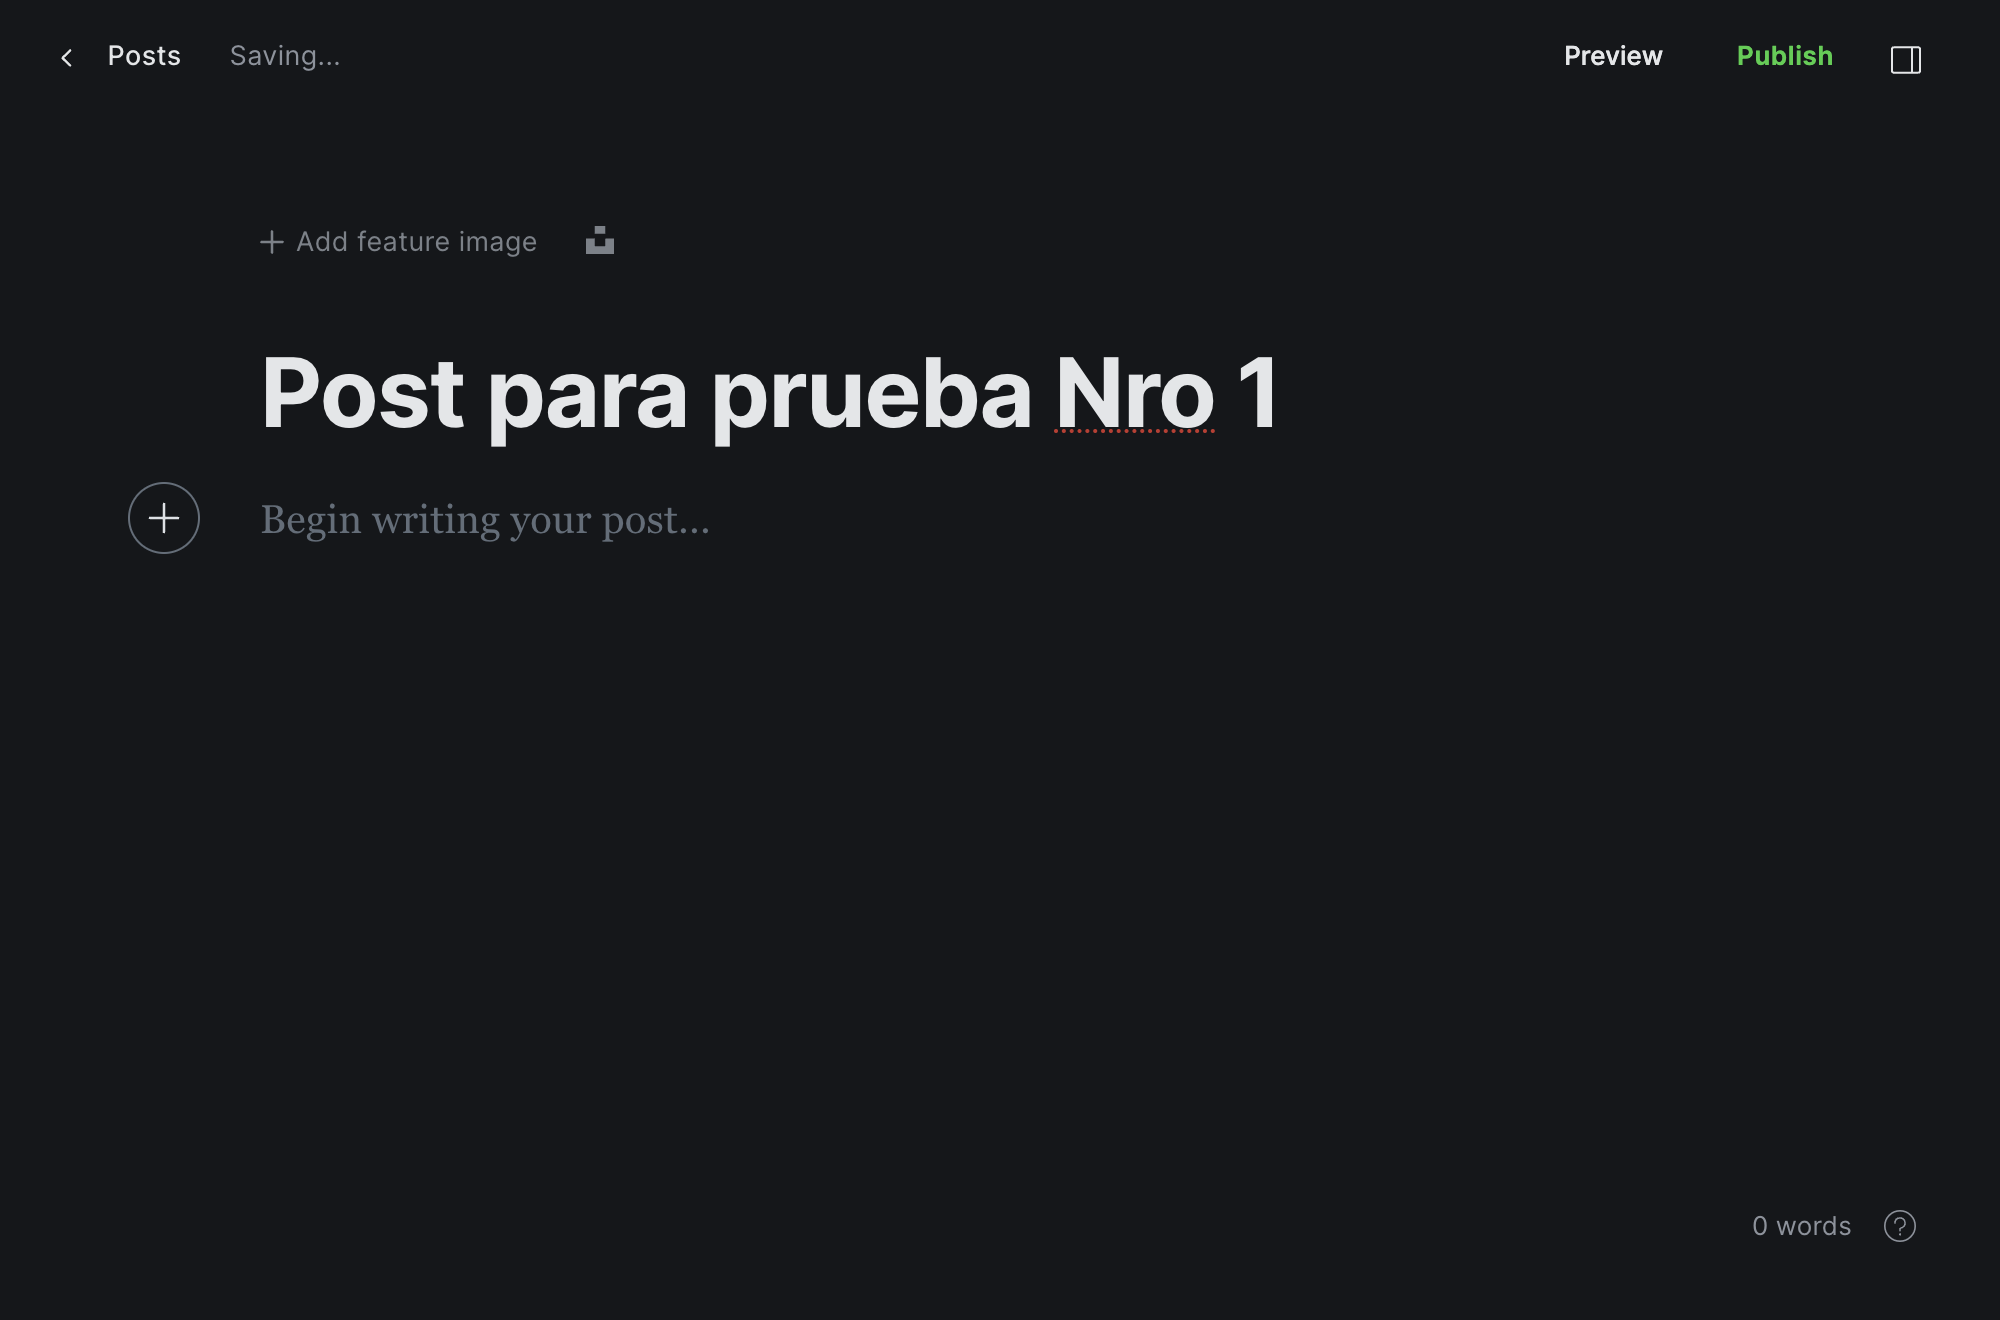 Posts
Saving...
Preview
Publish
Add feature image
Post para prueba Nro 1
Begin writing your post...
0 words
?